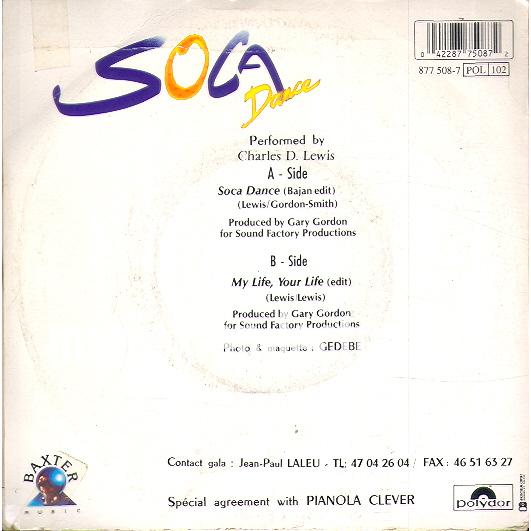 SOCA
Dance
0 42287 75087 2
877 508-7 POL 102
Performed by
Charles D. Lewis
A - Side
Soca Dance (Bajan edit)
(Lewis/Gordon-Smith)
Produced by Gary Gordon
for Sound Factory Productions
B - Side
My Life, Your Life (edit)
(Lewis/Lewis)
Produced by Gary Gordon
for Sound Factory Productions
Photo & maquette : GEDEBE
Contact gala : Jean-Paul LALEU - TL: 47 04 26 04 / FAX : 46 51 63 27
Spécial agreement with PIANOLA CLEVER
BAXTER
MUSIC
polydor